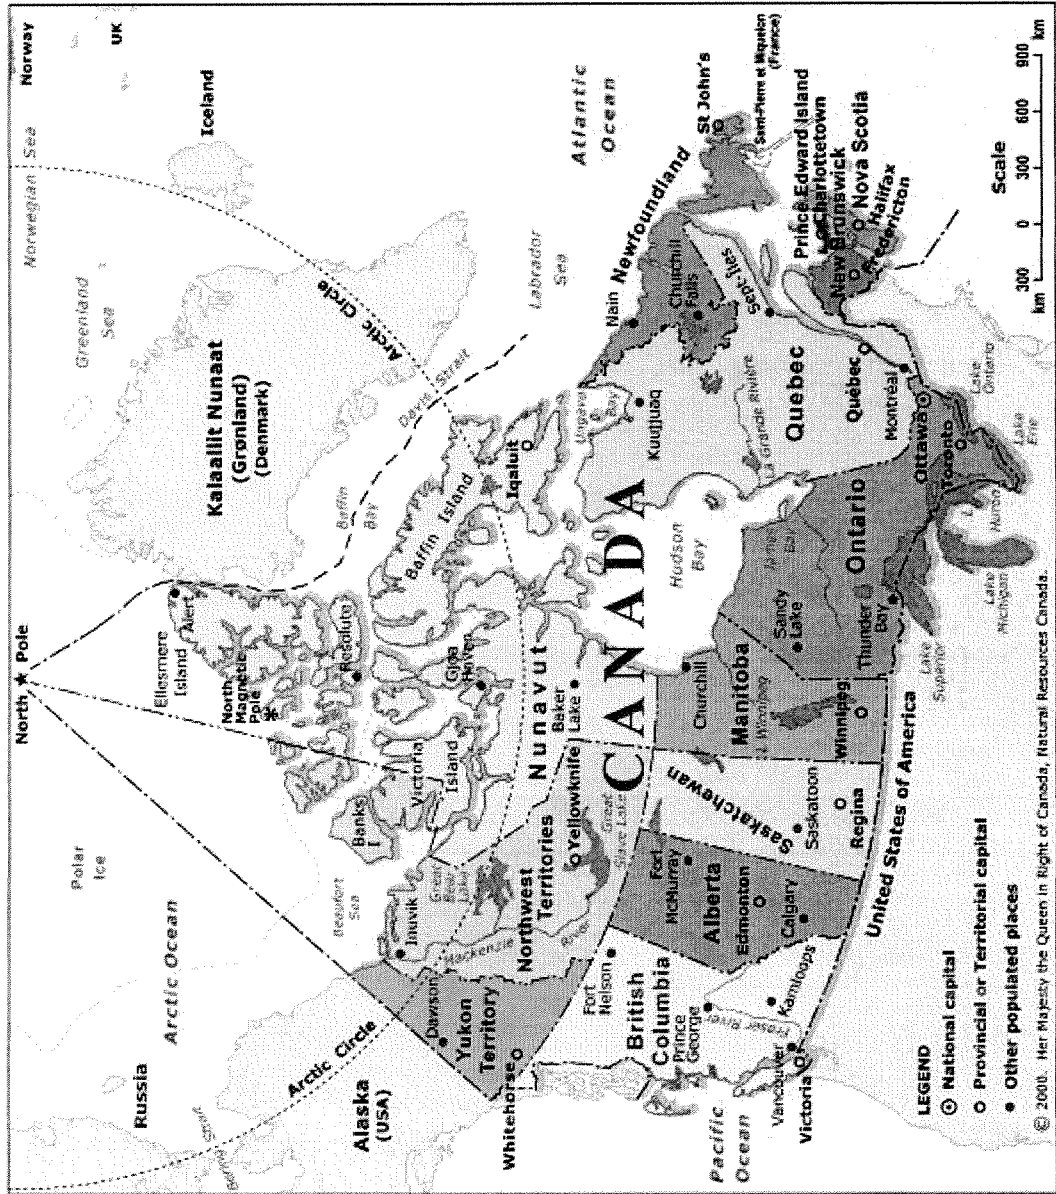 North Pole
Norway
UK
Norwegian Sea
Iceland
Greenland
Sea
Kalaallit Nunaat
(Grønland)
(Denmark)
Arctic Circle
Russia
Arctic Ocean
Polar
Ice
Bering Strait
Arctic Circle
Alaska
(USA)
Beaufort
Sea
Ellesmere
Island
Alert
North
Magnetic
Pole
Resolute
Banks
I
Victoria
Island
Gjoa
Haven
Baffin
Bay
Baffin Island
Davis Strait
Labrador
Sea
Atlantic
Ocean
Iqaluit
Inuvik
Great
Bear
Lake
Mackenzie
River
Dawson
Yukon
Territory
Whitehorse
Northwest
Territories
Yellowknife
Great
Slave Lake
Nunavut
Baker
Lake
CANADA
Ungava
Bay
Kuujjuaq
Nain
Newfoundland
Churchill
Falls
St John's
Saint-Pierre et Miquelon
(France)
Fort
Nelson
British
Columbia
Prince
George
Fraser River
Kamloops
Vancouver
Victoria
Pacific
Ocean
Fort
McMurray
Alberta
Edmonton
Calgary
Saskatchewan
Saskatoon
Regina
Churchill
Manitoba
L Winnipeg
Winnipeg
Hudson
Bay
James
Bay
Sandy
Lake
Ontario
Thunder
Bay
La Grande Rivière
Quebec
Sept-Îles
Québec
Montréal
Ottawa
Toronto
Prince Edward Island
Charlottetown
New Brunswick
Nova Scotia
Halifax
Fredericton
Lake
Superior
Lake
Michigan
Huron
Lake
Erie
Lake
Ontario
United States of America
LEGEND
National capital
Provincial or Territorial capital
Other populated places
Scale
300 0 300 600 900
km km
© 2000. Her Majesty the Queen in Right of Canada, Natural Resources Canada.